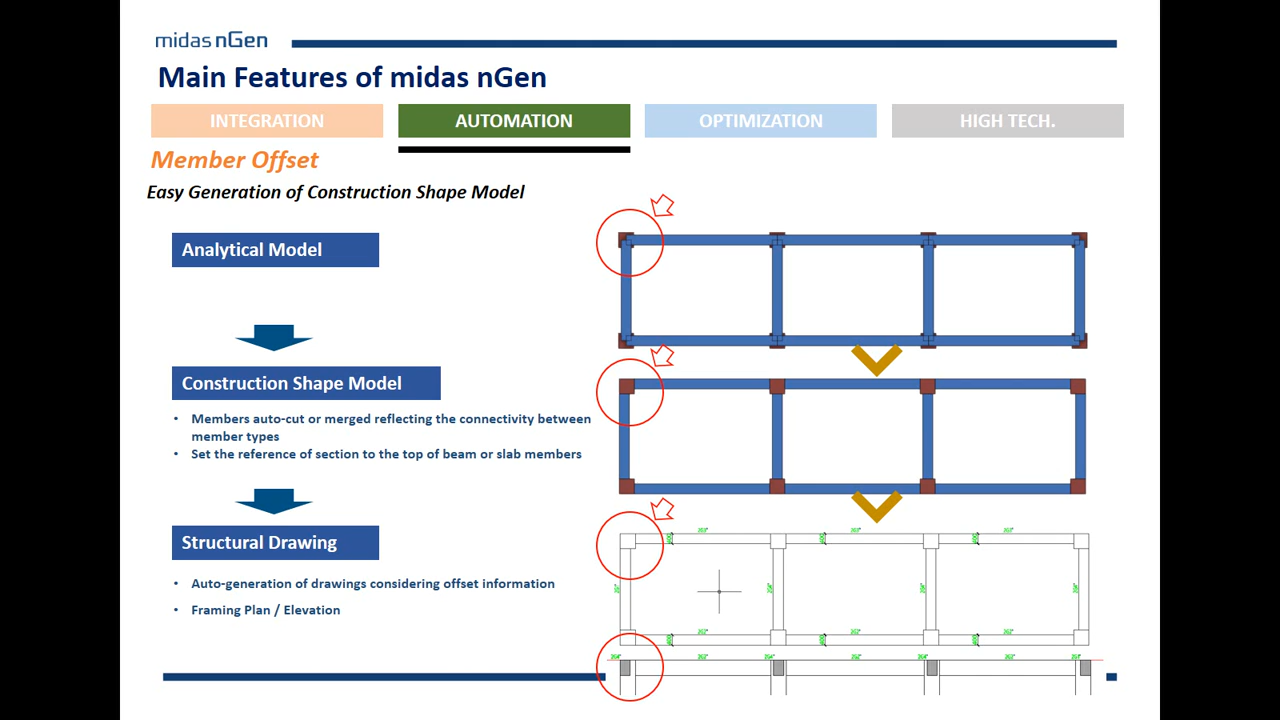 midas nGen
Main Features of midas nGen
INTEGRATION
AUTOMATION
OPTIMIZATION
HIGH TECH.
Member Offset
Easy Generation of Construction Shape Model
Analytical Model
Construction Shape Model
• Members auto-cut or merged reflecting the connectivity between
member types
• Set the reference of section to the top of beam or slab members
Structural Drawing
• Auto-generation of drawings considering offset information
• Framing Plan / Elevation